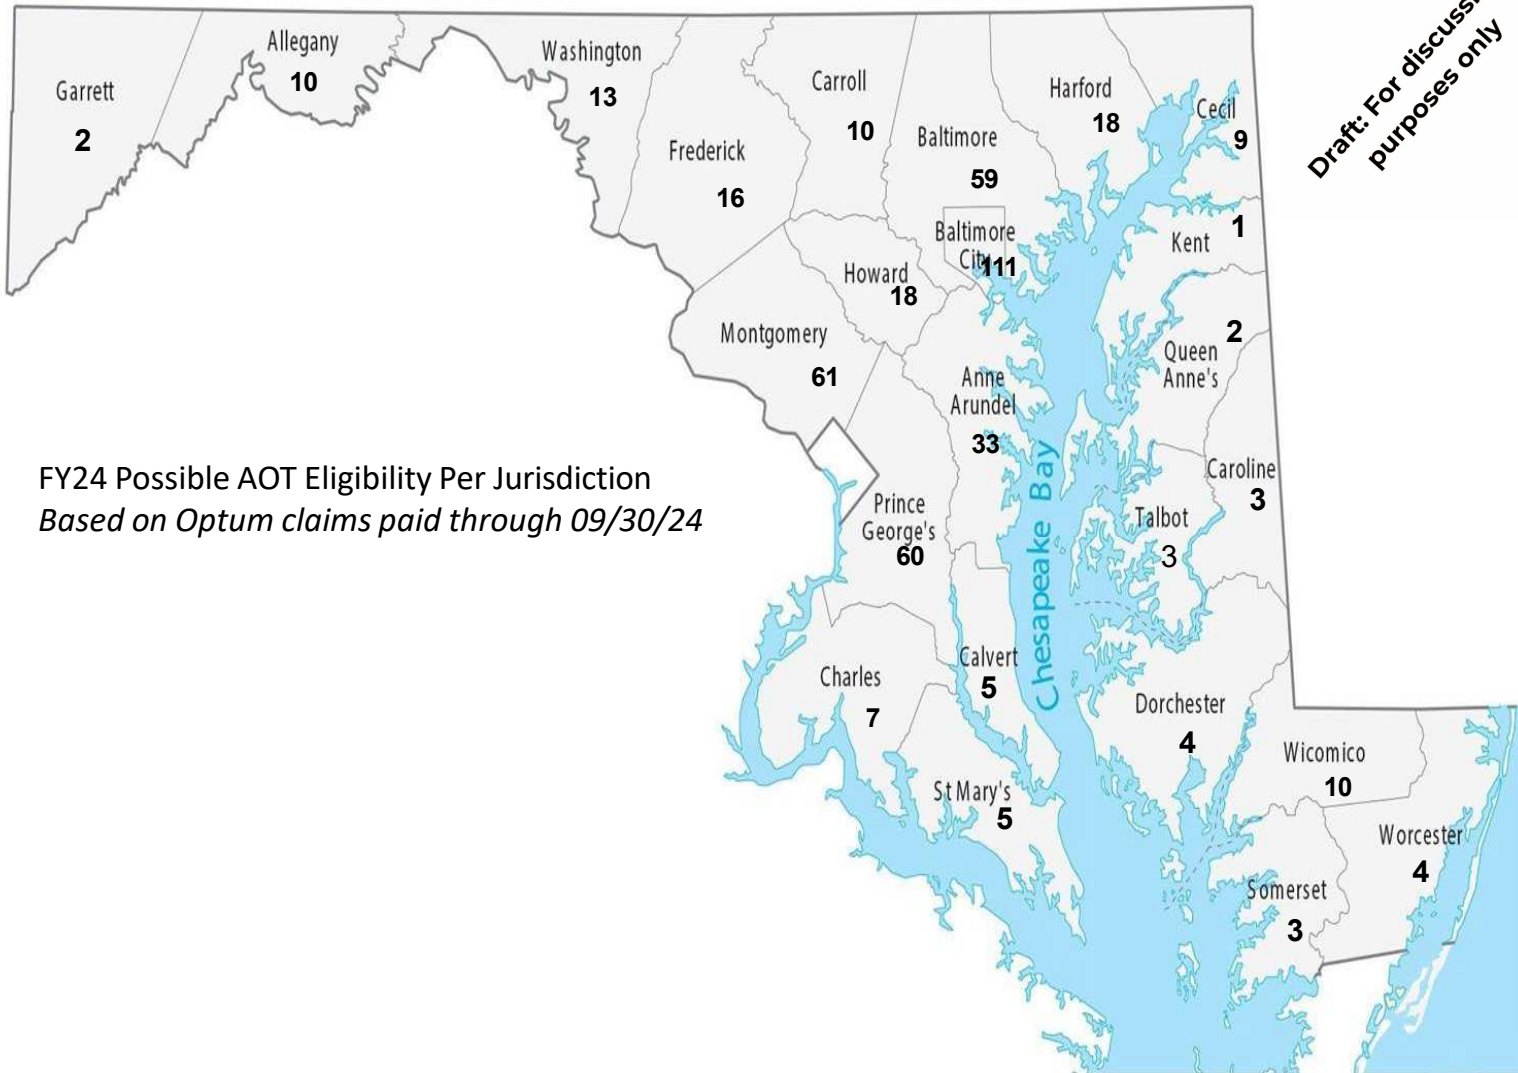 Draft: For discussi
purposes only
Allegany
10
Washington
13
Garrett
2
Carroll
10
Harford
18
Cecil
9
Frederick
16
Baltimore
59
Baltimore
City
111
Kent
1
Howard
18
Montgomery
61
Queen
Anne's
2
Anne
Arundel
33
Chesapeake Bay
Caroline
3
Talbot
3
FY24 Possible AOT Eligibility Per Jurisdiction
Based on Optum claims paid through 09/30/24
Prince
George's
60
Calvert
5
Charles
7
Dorchester
4
Wicomico
10
St Mary's
5
Worcester
4
Somerset
3